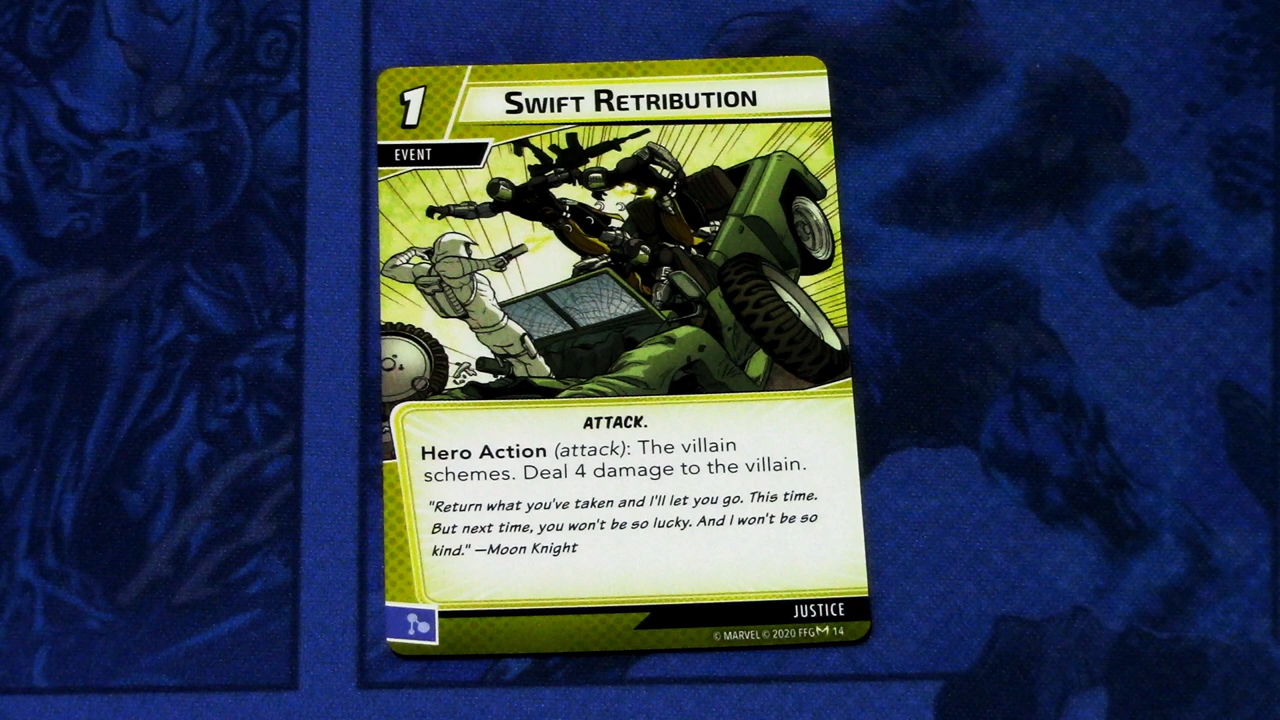 1
SWIFT RETRIBUTION
EVENT
ATTACK.
Hero Action (attack): The villain
schemes. Deal 4 damage to the villain.
"Return what you've taken and I'll let you go. This time.
But next time, you won't be so lucky. And I won't be so
kind." —Moon Knight
JUSTICE
© MARVEL © 2020 FFG 14